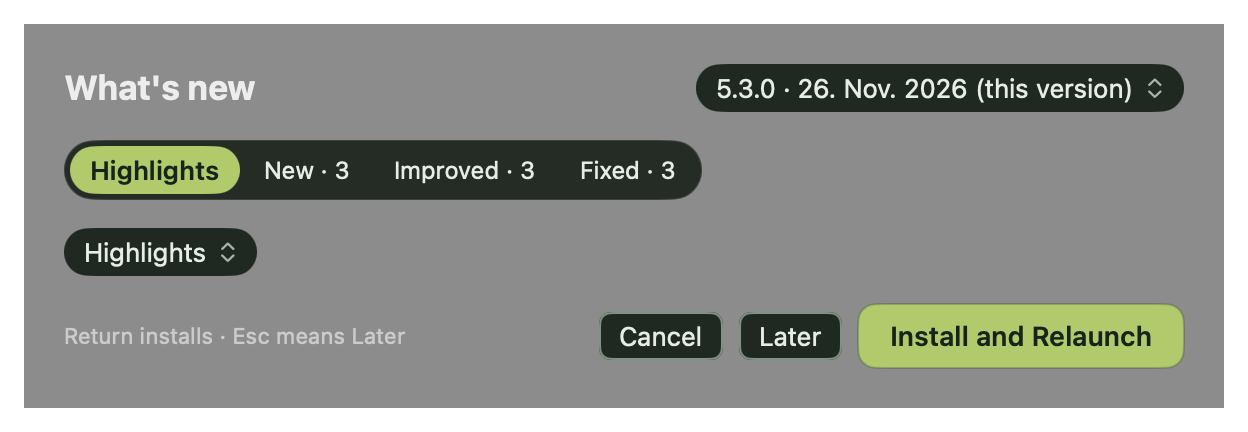 What's new
5.3.0 · 26. Nov. 2026 (this version)
Highlights New · 3 Improved · 3 Fixed · 3
Highlights
Return installs · Esc means Later
Cancel Later Install and Relaunch